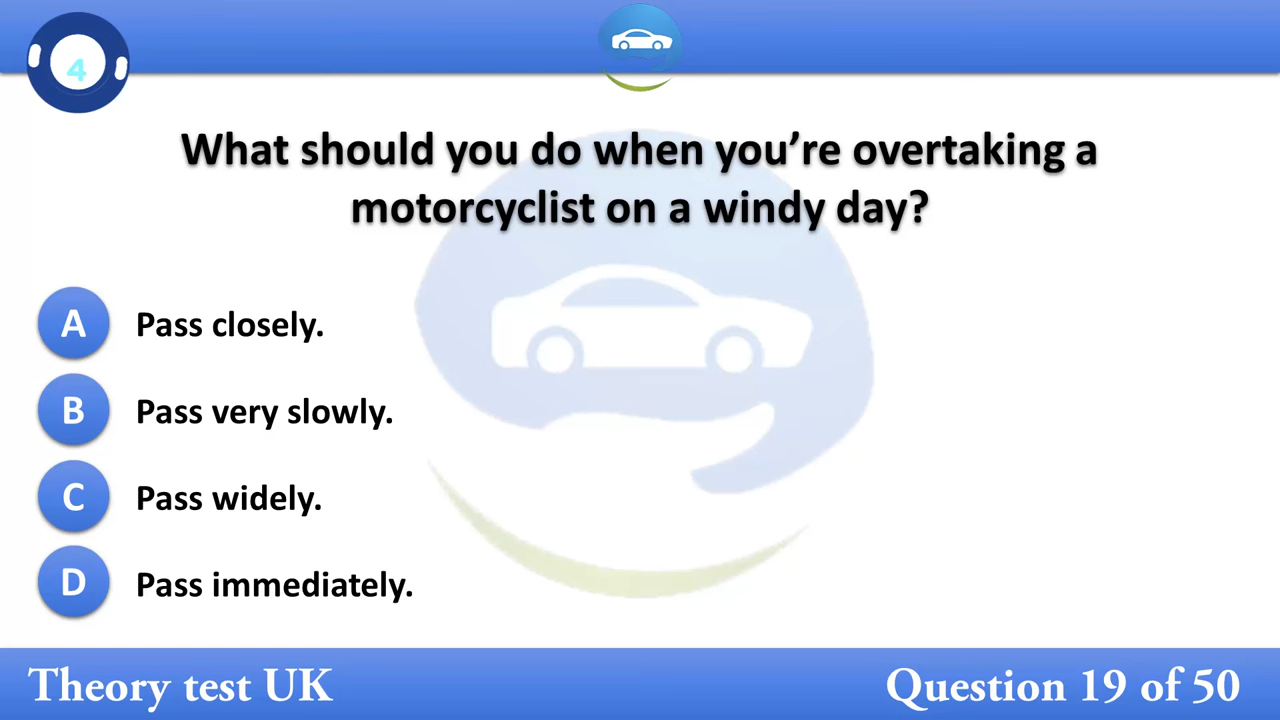 4
What should you do when you’re overtaking a
motorcyclist on a windy day?
A Pass closely.
B Pass very slowly.
C Pass widely.
D Pass immediately.
Theory test UK
Question 19 of 50